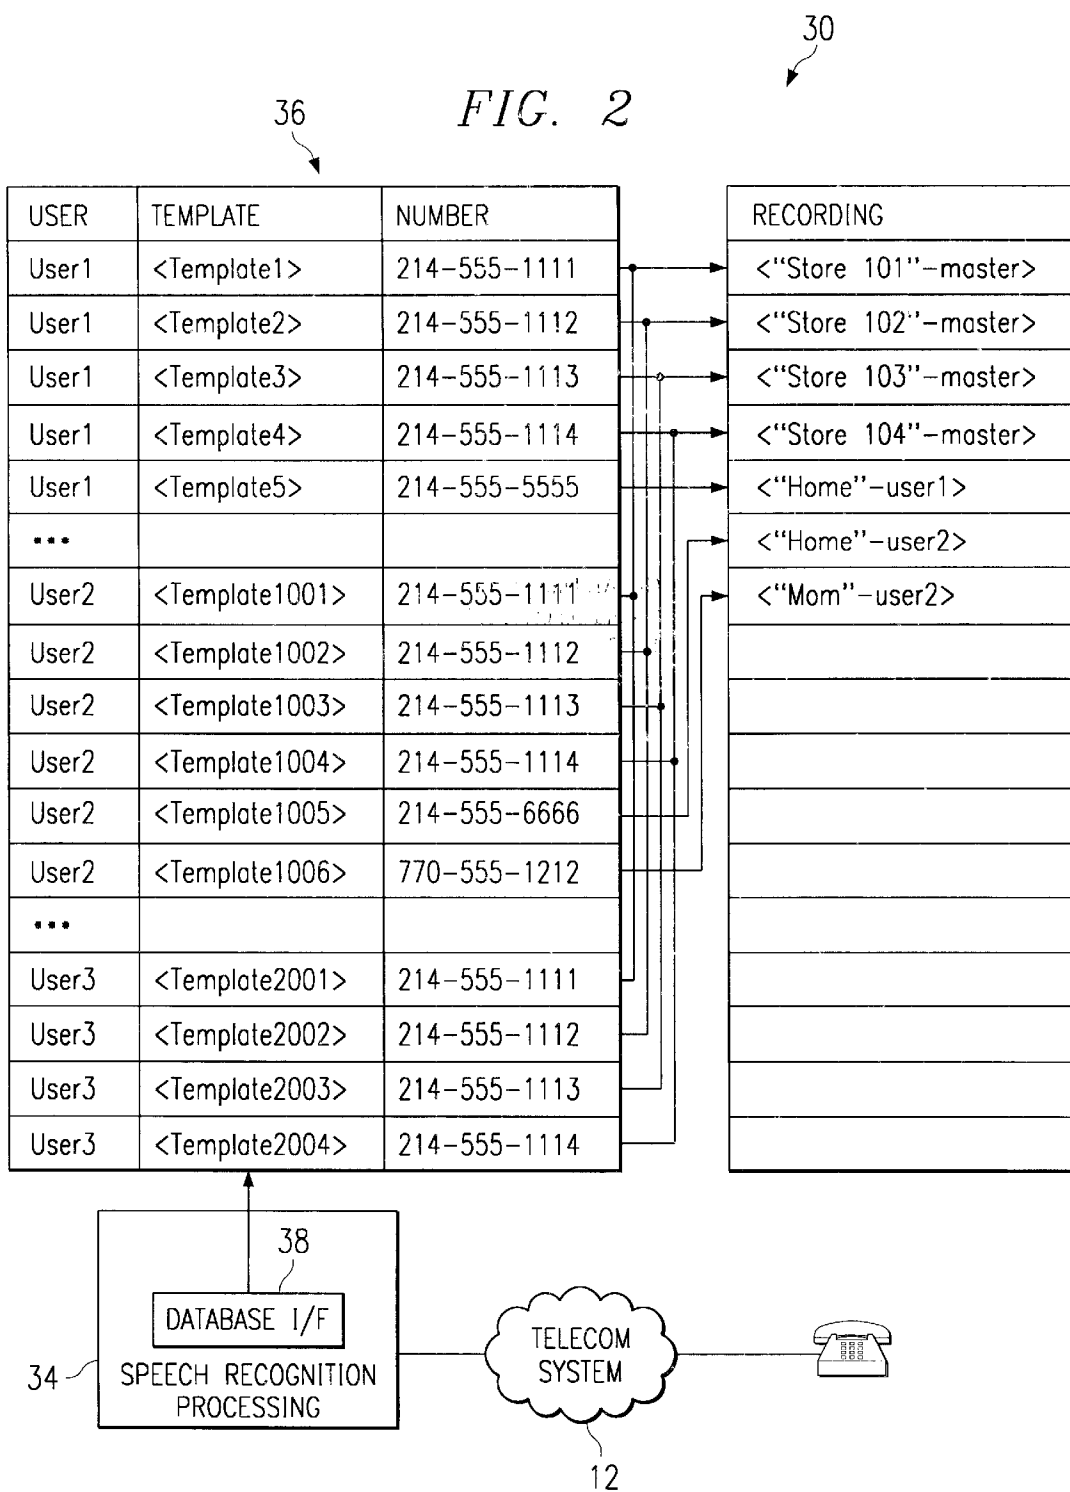 30
FIG. 2
36
USER TEMPLATE NUMBER RECORDING
User1 <Template1> 214-555-1111 <“Store 101”-master>
User1 <Template2> 214-555-1112 <“Store 102”-master>
User1 <Template3> 214-555-1113 <“Store 103”-master>
User1 <Template4> 214-555-1114 <“Store 104”-master>
User1 <Template5> 214-555-5555 <“Home”-user1>
••• <“Home”-user2>
User2 <Template1001> 214-555-1111 <“Mom”-user2>
User2 <Template1002> 214-555-1112
User2 <Template1003> 214-555-1113
User2 <Template1004> 214-555-1114
User2 <Template1005> 214-555-6666
User2 <Template1006> 770-555-1212
•••
User3 <Template2001> 214-555-1111
User3 <Template2002> 214-555-1112
User3 <Template2003> 214-555-1113
User3 <Template2004> 214-555-1114
38
DATABASE I/F
34
SPEECH RECOGNITION
PROCESSING
TELECOM
SYSTEM
12